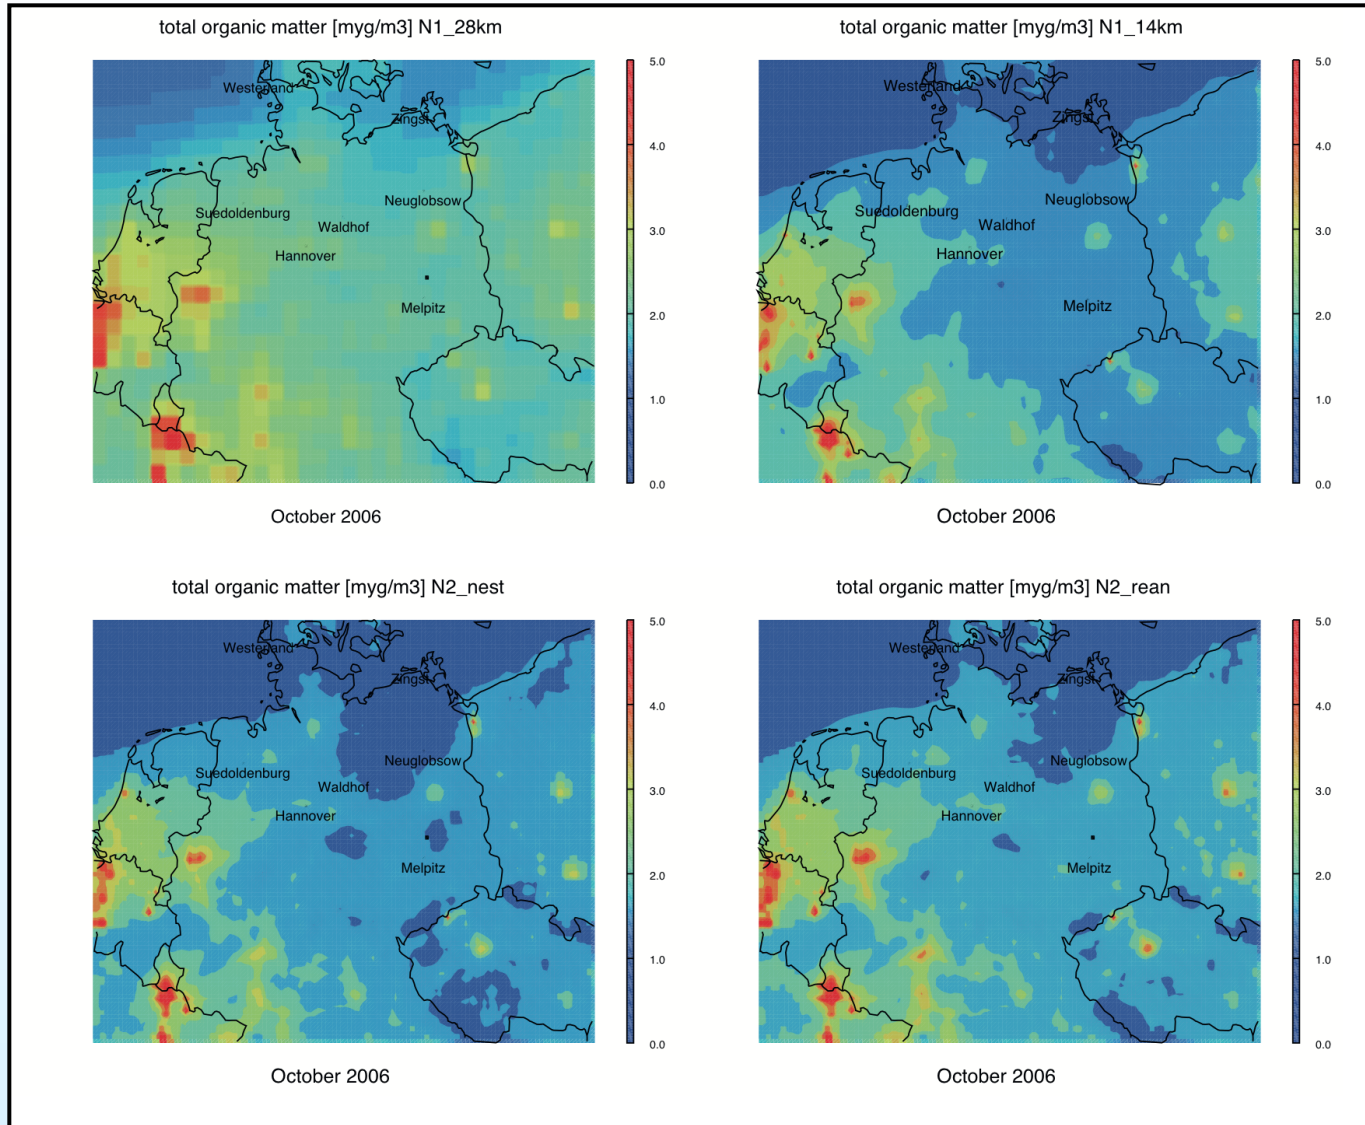 total organic matter [myg/m3] N1_28km
total organic matter [myg/m3] N1_14km
Westerland
Zingst
Neuglobsow
Suedoldenburg
Waldhof
Hannover
Melpitz
5.0
4.0
3.0
2.0
1.0
0.0
October 2006
Westerland
Zingst
Neuglobsow
Suedoldenburg
Waldhof
Hannover
Melpitz
5.0
4.0
3.0
2.0
1.0
0.0
October 2006
total organic matter [myg/m3] N2_nest
total organic matter [myg/m3] N2_rean
Westerland
Zingst
Neuglobsow
Suedoldenburg
Waldhof
Hannover
Melpitz
5.0
4.0
3.0
2.0
1.0
0.0
October 2006
Westerland
Zingst
Neuglobsow
Suedoldenburg
Waldhof
Hannover
Melpitz
5.0
4.0
3.0
2.0
1.0
0.0
October 2006